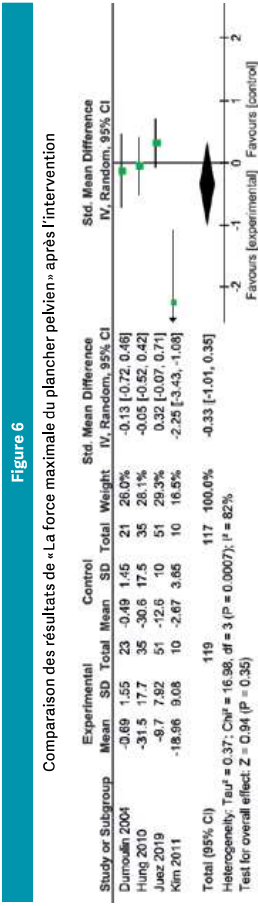 Figure 6
Comparaison des résultats de «La force maximale du plancher pelvien» après l'intervention
Experimental Control Std. Mean Difference Std. Mean Difference
Study or Subgroup Mean SD Total Mean SD Total Weight IV, Random, 95% CI IV, Random, 95% CI
Dumoulin 2004 -0.69 1.55 23 -0.49 1.45 21 26.0% -0.13 [-0.72, 0.46]
Hung 2010 -31.5 17.7 35 -30.6 17.5 35 28.1% -0.05 [-0.52, 0.42]
Juez 2019 -9.7 7.92 51 -12.6 10 51 29.3% 0.32 [-0.07, 0.71]
Kim 2011 -18.96 9.08 10 -2.67 3.65 10 16.5% -2.25 [-3.43, -1.08]
Total (95% CI) 119 117 100.0% -0.33 [-1.01, 0.35]
Heterogeneity: Tau² = 0.37; Chi² = 16.98, df = 3 (P = 0.0007); I² = 82%
Test for overall effect: Z = 0.94 (P = 0.35)
-2 -1 0 1 2
Favours [experimental] Favours [control]